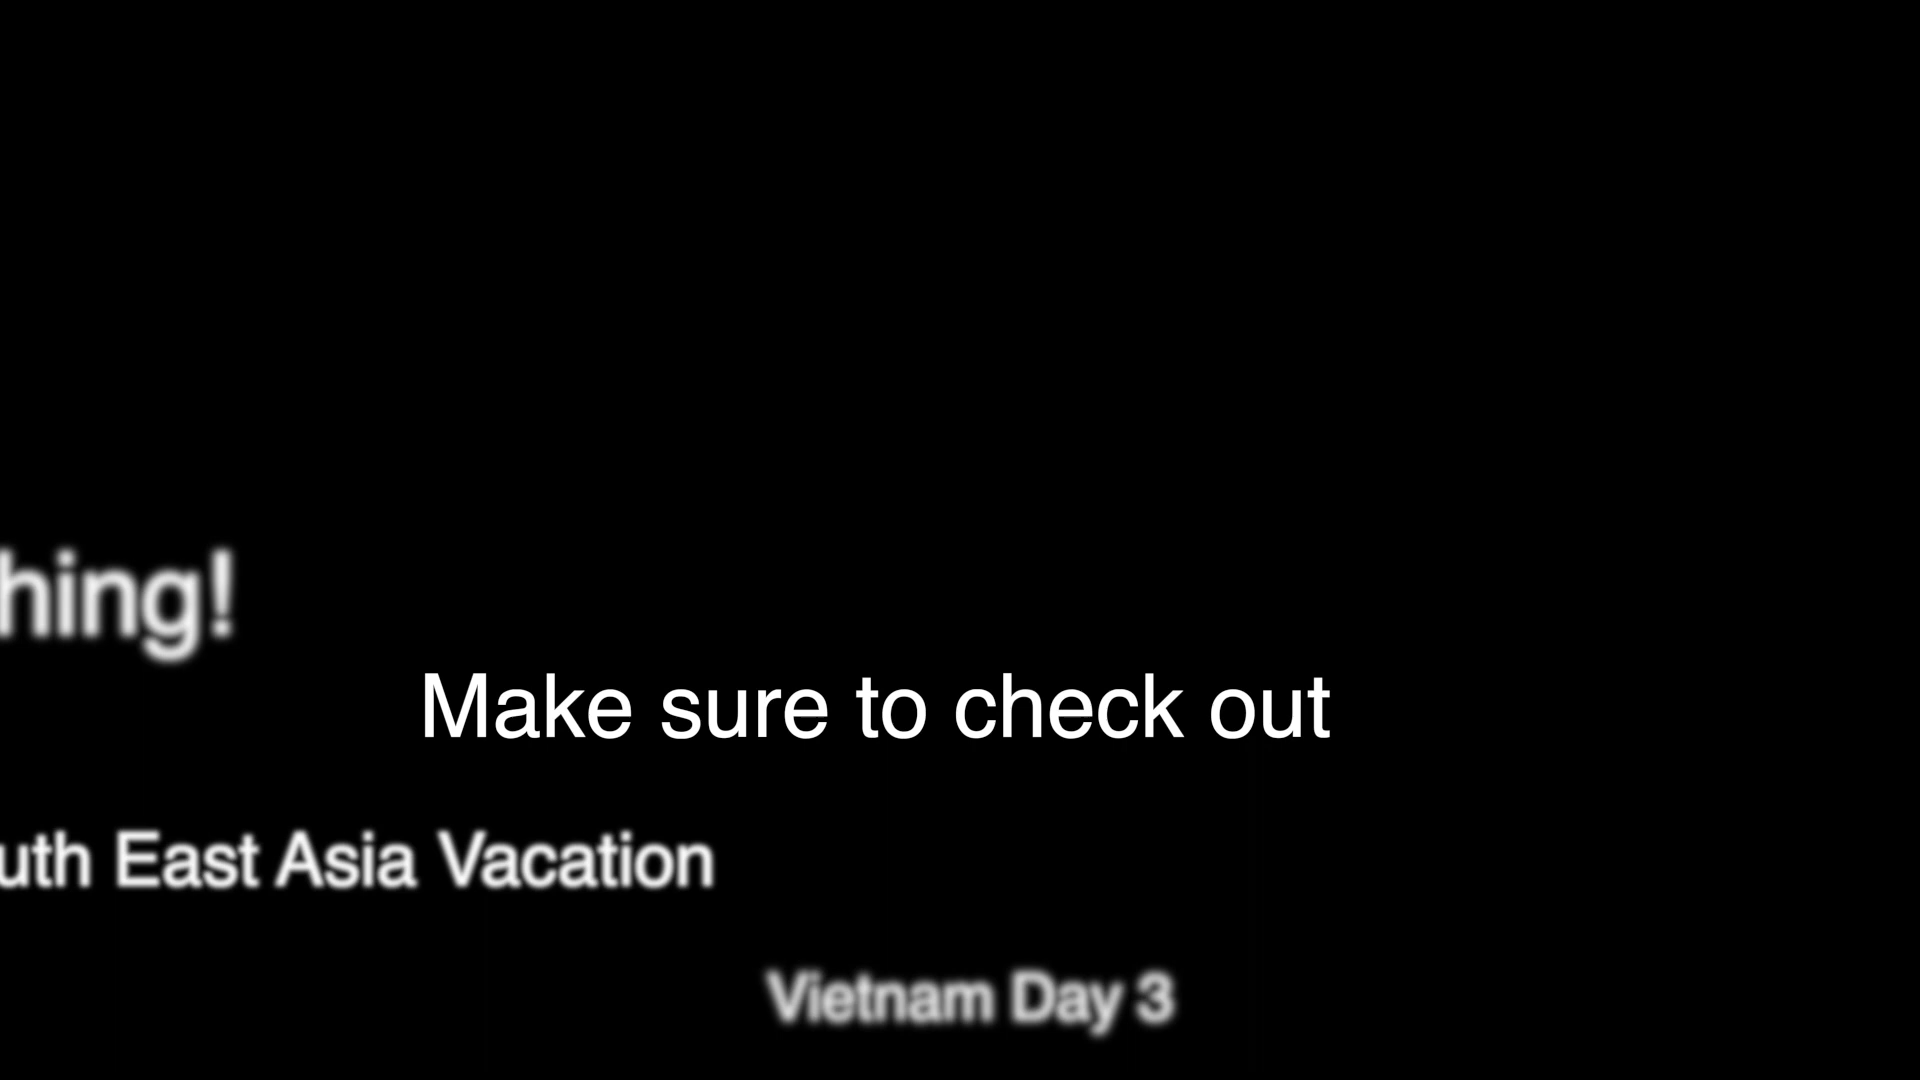 hing!
Make sure to check out
uth East Asia Vacation
Vietnam Day 3